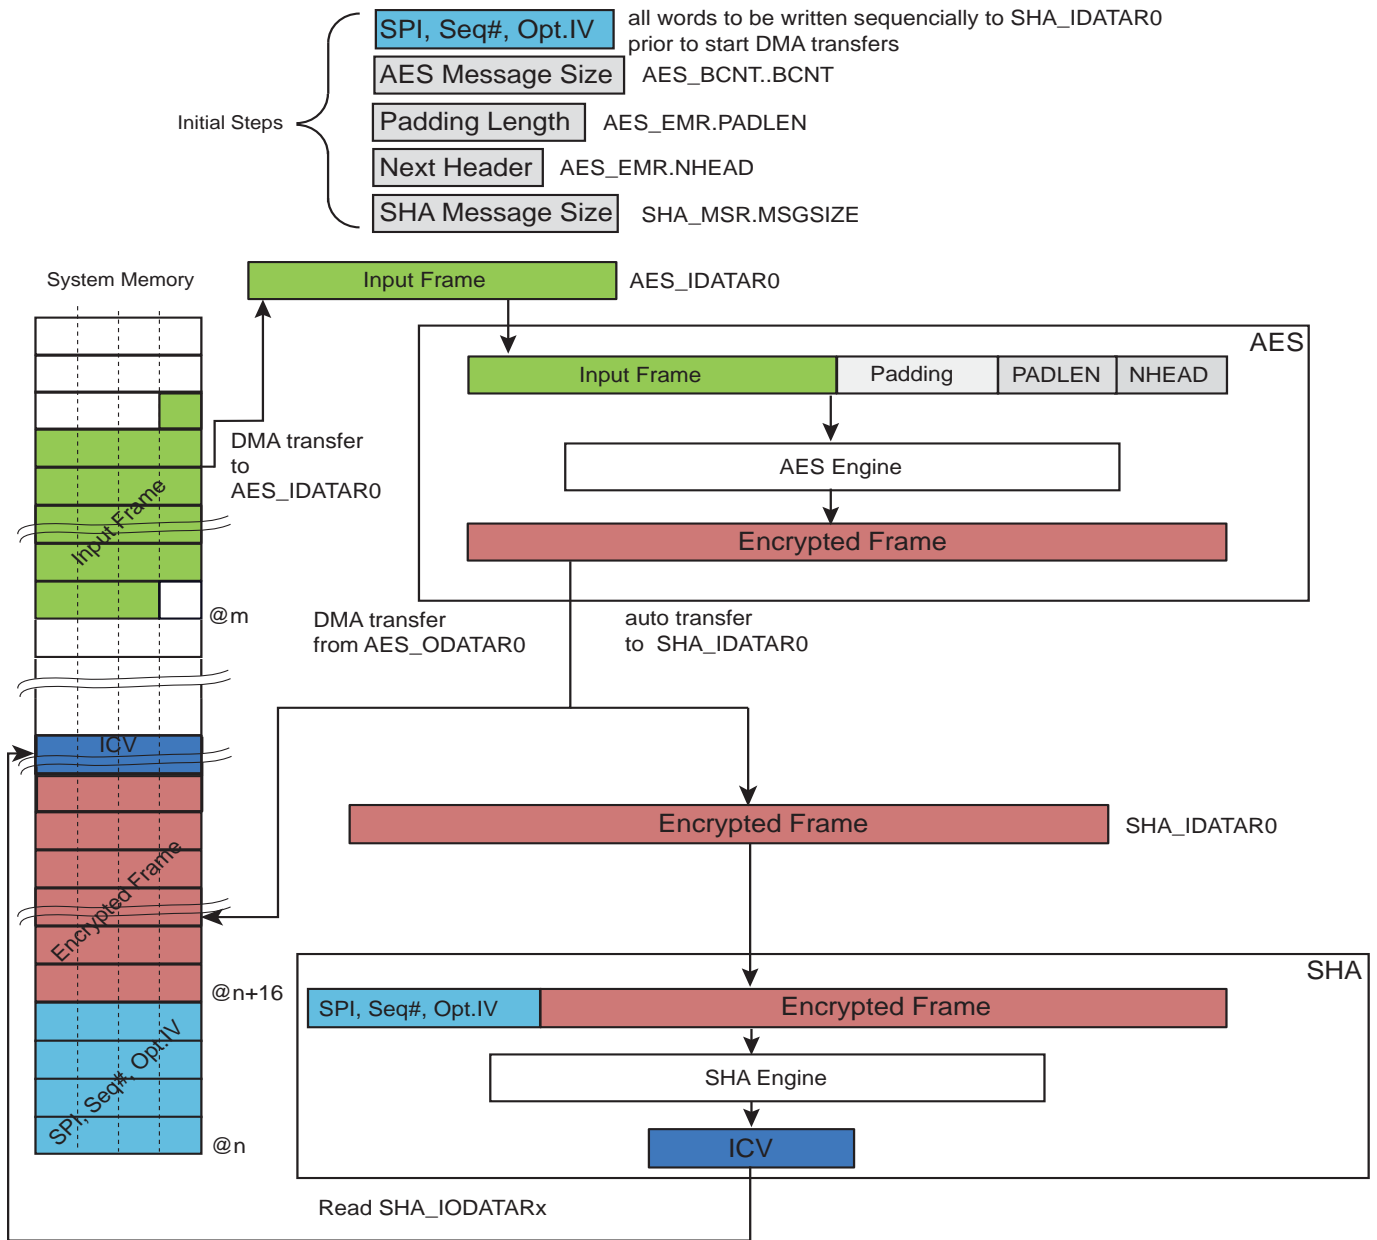 SPI, Seq#, Opt.IV
all words to be written sequencially to SHA_IDATAR0
prior to start DMA transfers
AES Message Size
AES_BCNT..BCNT
Initial Steps
Padding Length
AES_EMR.PADLEN
Next Header
AES_EMR.NHEAD
SHA Message Size
SHA_MSR.MSGSIZE
System Memory
Input Frame
AES_IDATAR0
AES
Input Frame
Padding
PADLEN
NHEAD
DMA transfer
to
AES_IDATAR0
AES Engine
Input Frame
Encrypted Frame
@m
DMA transfer
from AES_ODATAR0
auto transfer
to SHA_IDATAR0
ICV
Encrypted Frame
SHA_IDATAR0
Encrypted Frame
SHA
@n+16
SPI, Seq#, Opt.IV
Encrypted Frame
SPI, Seq#, Opt.IV
SHA Engine
@n
ICV
Read SHA_IODATARx